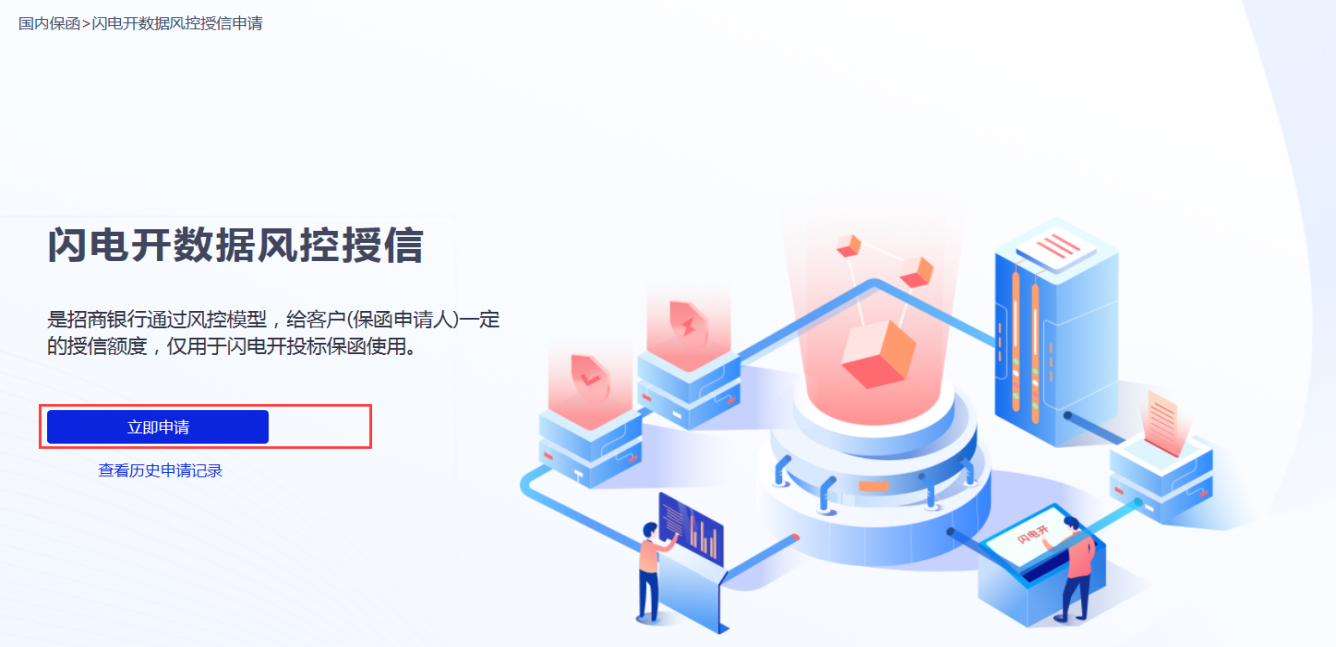 国内保函>闪电开数据风控授信申请
闪电开数据风控授信
是招商银行通过风控模型，给客户(保函申请人)一定
的授信额度，仅用于闪电开投标保函使用。
立即申请
查看历史申请记录
闪电开